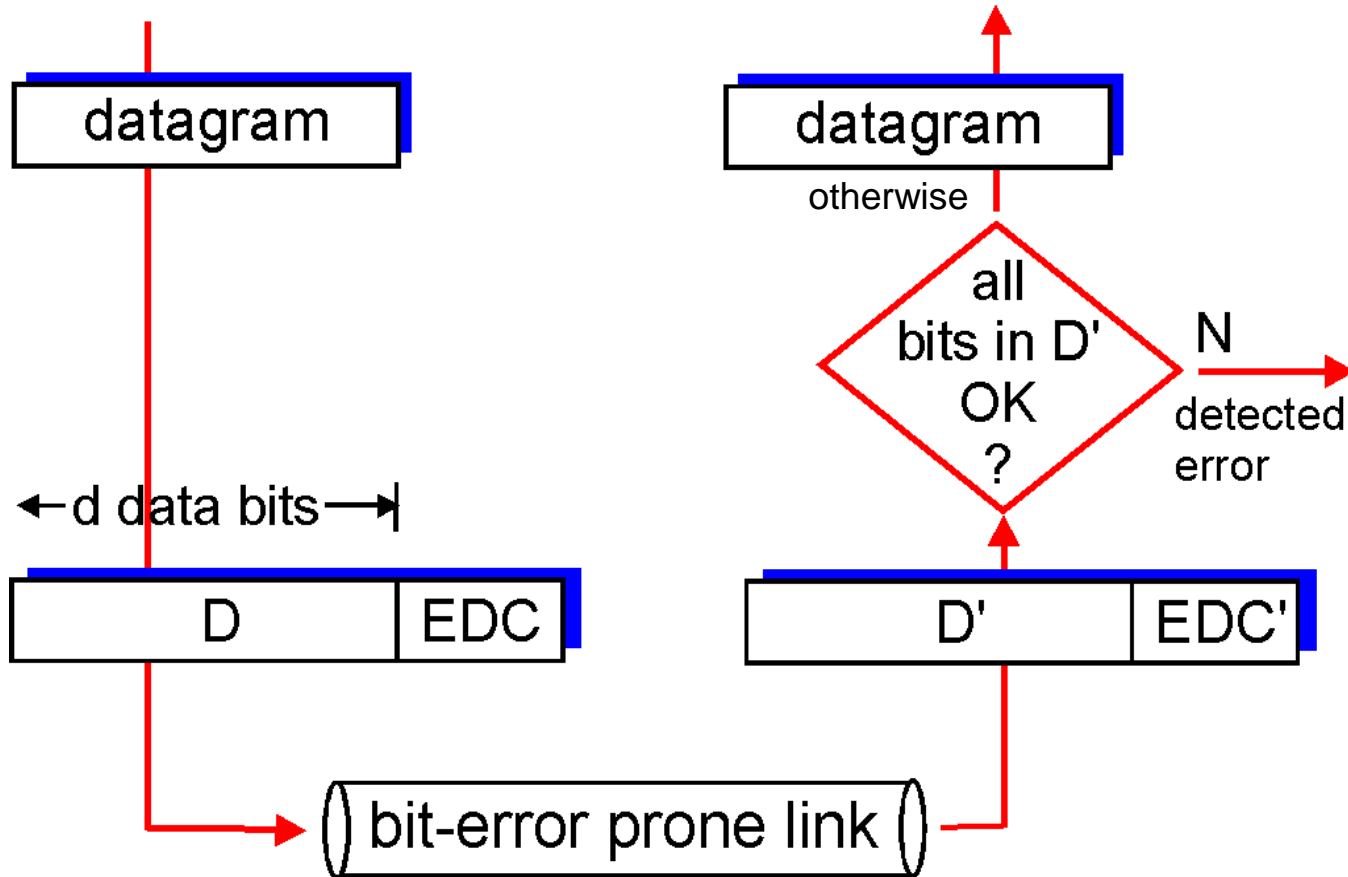 datagram
d data bits
D
EDC
bit-error prone link
datagram
otherwise
all
bits in D'
OK
?
N
detected
error
D'
EDC'